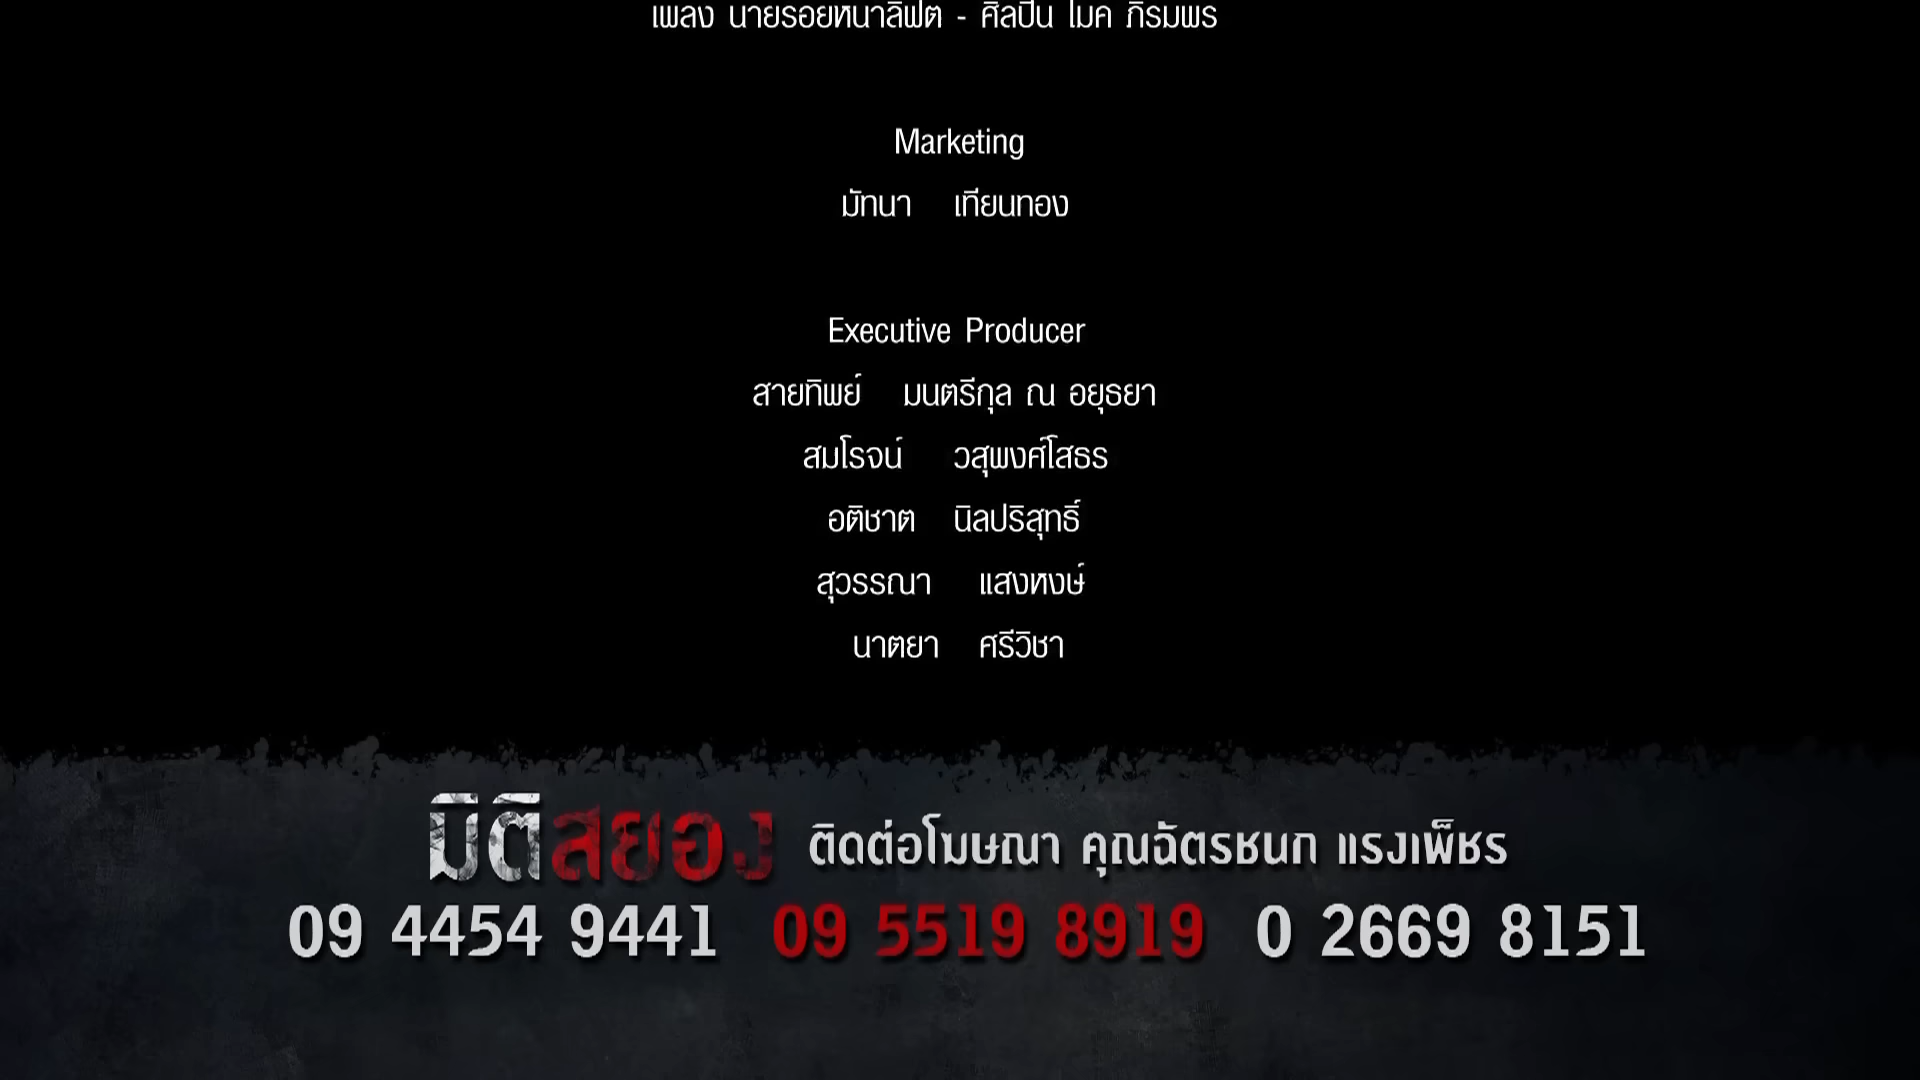 เพลง นายร้อยหน้าลิฟต์ - ศิลปิน ไมค์ ภิรมพร
Marketing
มัทนา เทียนทอง
Executive Producer
สายทิพย์ มนตรีกุล ณ อยุธยา
สมโรจน์ วสุพงศ์โสธร
อติชาต นิลปริสุทธิ์
สุวรรณา แสงหงษ์
นาตยา ศรีวิชา
มิติสยอง ติดต่อโฆษณา คุณฉัตรชนก แรงเพ็ชร
09 4454 9441 09 5519 8919 0 2669 8151